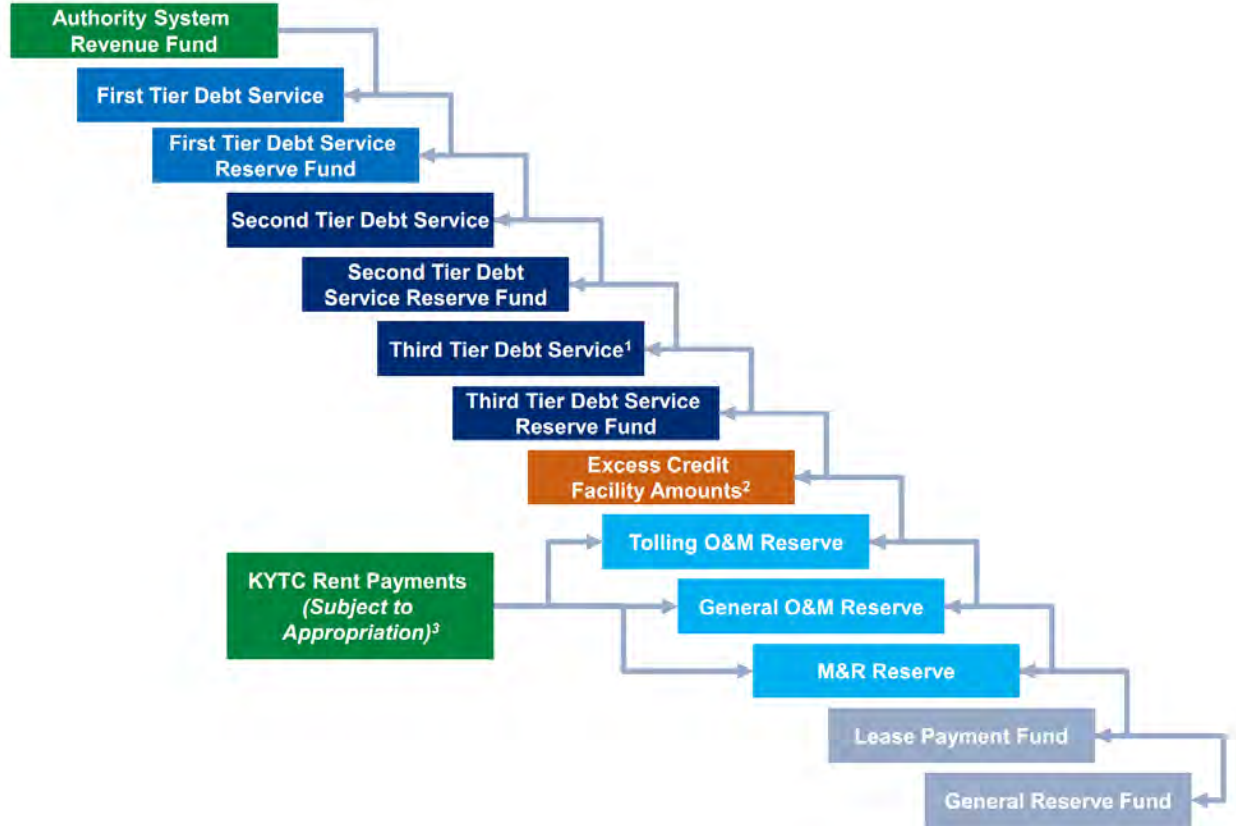 Authority System
Revenue Fund
First Tier Debt Service
First Tier Debt Service
Reserve Fund
Second Tier Debt Service
Second Tier Debt
Service Reserve Fund
Third Tier Debt Service¹
Third Tier Debt Service
Reserve Fund
Excess Credit
Facility Amounts²
Tolling O&M Reserve
KYTC Rent Payments
(Subject to
Appropriation)³
General O&M Reserve
M&R Reserve
Lease Payment Fund
General Reserve Fund